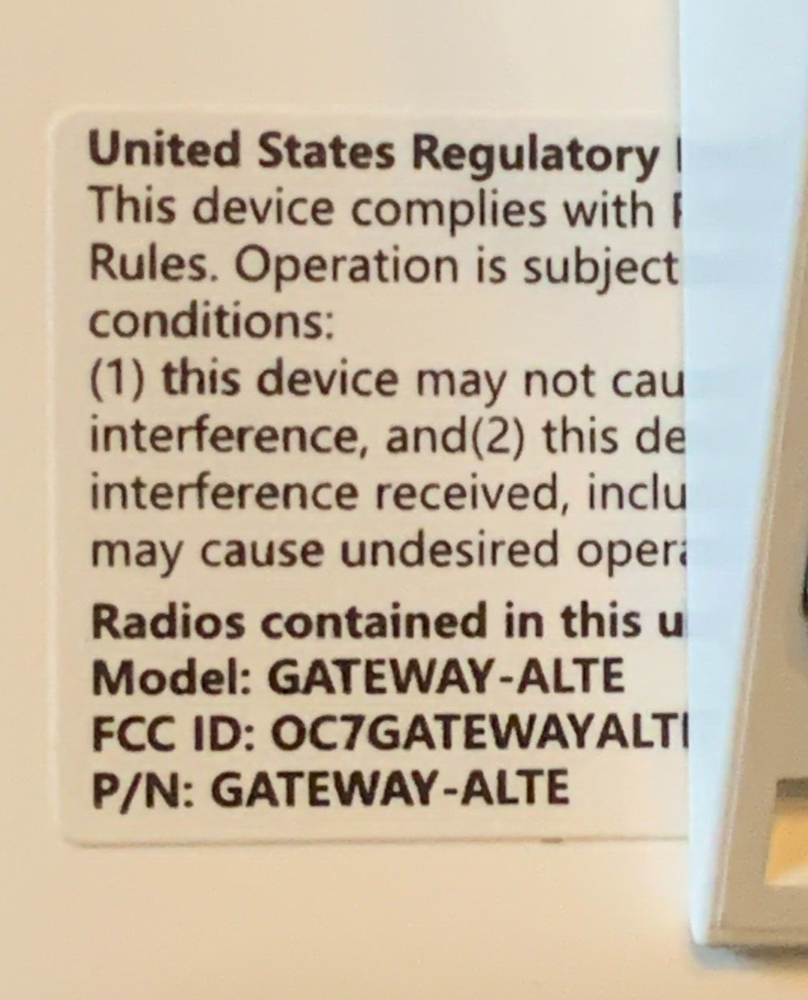 United States Regulatory
This device complies with
Rules. Operation is subject
conditions:
(1) this device may not cau
interference, and(2) this de
interference received, inclu
may cause undesired oper
Radios contained in this u
Model: GATEWAY-ALTE
FCC ID: OC7GATEWAYALT
P/N: GATEWAY-ALTE